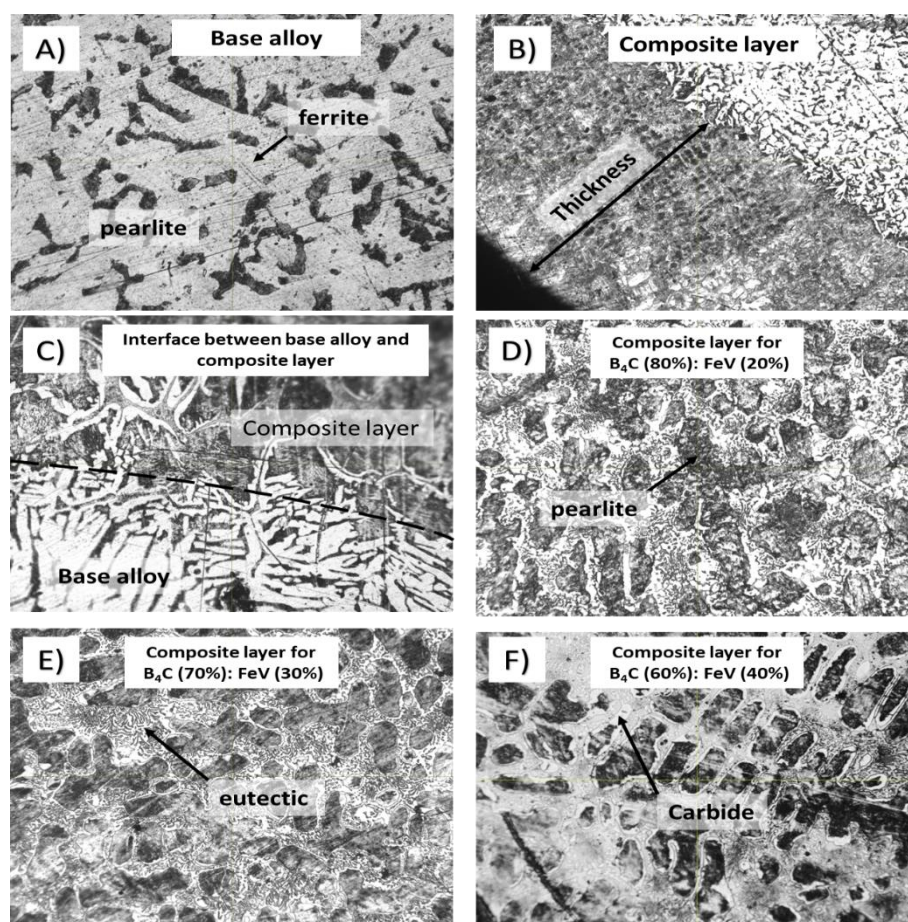 A)
Base alloy
ferrite
pearlite
B)
Composite layer
Thickness
C)
Interface between base alloy and
composite layer
Composite layer
Base alloy
D)
Composite layer for
B₄C (80%): FeV (20%)
pearlite
E)
Composite layer for
B₄C (70%): FeV (30%)
eutectic
F)
Composite layer for
B₄C (60%): FeV (40%)
Carbide